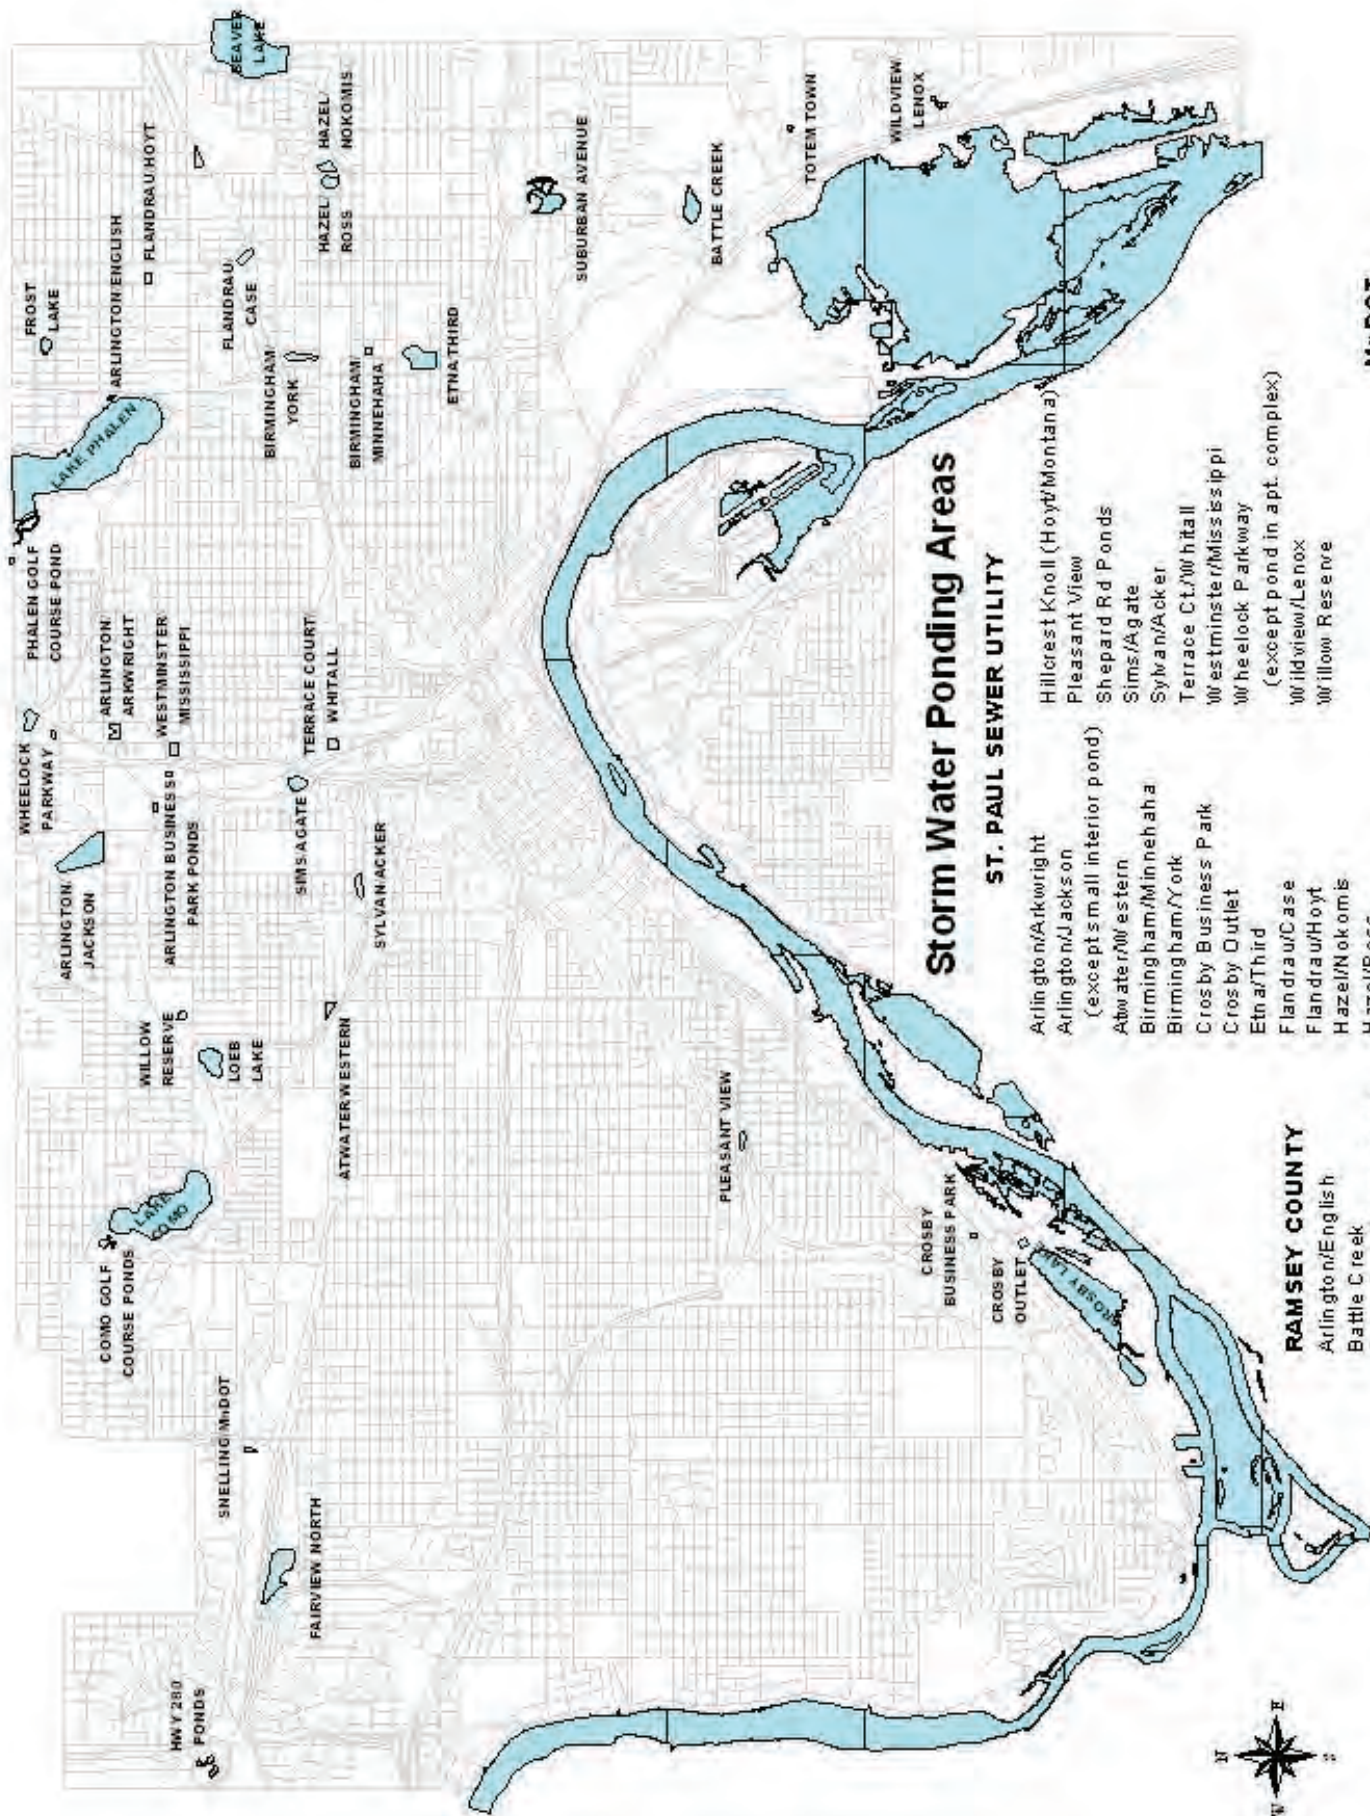 HWY 280
PONDS
FAIRVIEW NORTH
SNELLING/MnDOT
COMO GOLF
COURSE PONDS
LAKE
COMO
WILLOW
RESERVE
LOEB
LAKE
ATWATER/WESTERN
ARLINGTON/
JACKSON
ARLINGTON BUSINESS
PARK PONDS
SIMS/AGATE
SYLVAN/ACKER
WHEELOCK
PARKWAY
ARLINGTON/
ARKWRIGHT
WESTMINSTER/
MISSISSIPPI
TERRACE COURT/
WHITALL
PHALEN GOLF
COURSE POND
LAKE PHALEN
FROST
LAKE
ARLINGTON/ENGLISH
FLANDRAU/HOYT
FLANDRAU/
CASE
BIRMINGHAM/
YORK
BIRMINGHAM/
MINNEHAHA
ETNA/THIRD
BEAVER
LAKE
HAZEL/
ROSS
HAZEL/
NOKOMIS
SUBURBAN AVENUE
BATTLE CREEK
TOTEM TOWN
WILDVIEW/
LENOX
PLEASANT VIEW
CROSBY
BUSINESS PARK
CROSBY
OUTLET
CROSBY LAKE
N
W
E
S
Storm Water Ponding Areas
ST. PAUL SEWER UTILITY
Arlington/Arkwright
Arlington/Jackson
(except small interior pond)
Atwater/Western
Birmingham/Minnehaha
Birmingham/York
Crosby Business Park
Crosby Outlet
Etna/Third
Flandrau/Case
Flandrau/Hoyt
Hazel/Nokomis
Hazel/Ross
Hillcrest Knoll (Hoyt/Montana)
Pleasant View
Shepard Rd Ponds
Sims/Agate
Sylvan/Acker
Terrace Ct./Whitall
Westminster/Mississippi
Wheelock Parkway
(except pond in apt. complex)
Wildview/Lenox
Willow Reserve
RAMSEY COUNTY
Arlington/English
Battle Creek
MnDOT